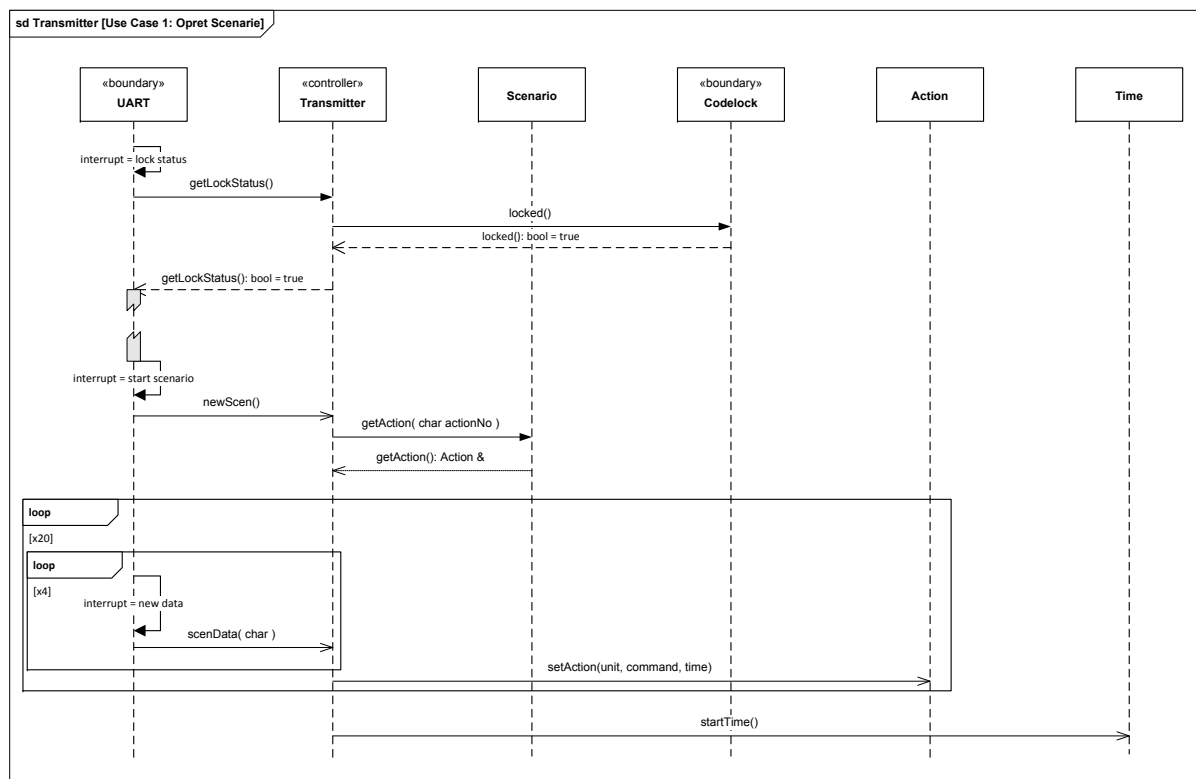 sd Transmitter [Use Case 1: Opret Scenarie]
«boundary»
UART
«controller»
Transmitter
Scenario
«boundary»
Codelock
Action
Time
interrupt = lock status
getLockStatus()
locked()
locked(): bool = true
getLockStatus(): bool = true
interrupt = start scenario
newScen()
getAction( char actionNo )
getAction(): Action &
loop
[x20]
loop
[x4]
interrupt = new data
scenData( char )
setAction(unit, command, time)
startTime()